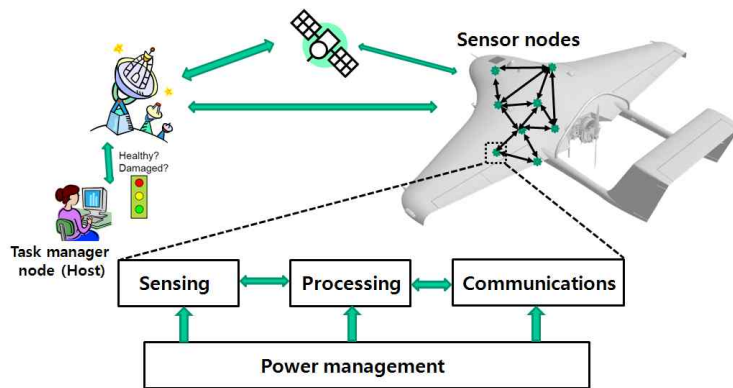 Sensor nodes
Healthy?
Damaged?
Task manager
node (Host)
Sensing
Processing
Communications
Power management